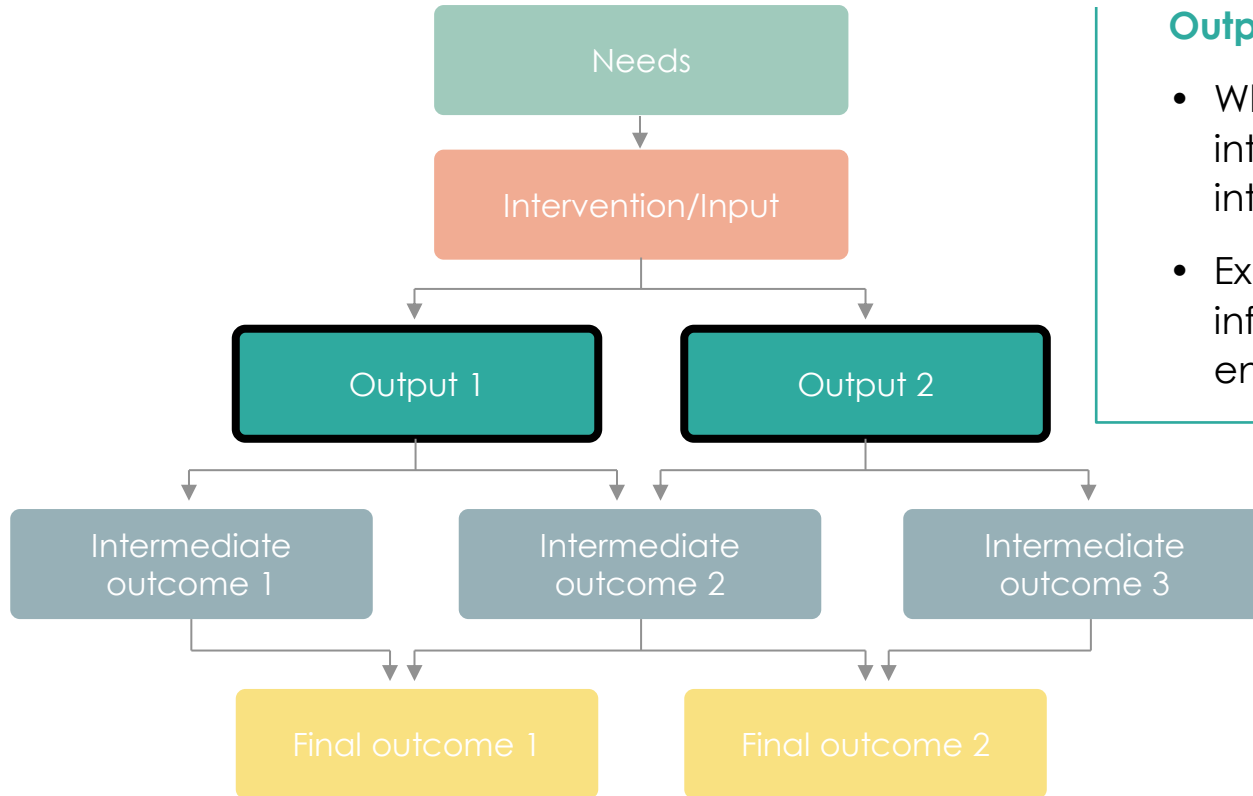 Needs
Intervention/Input
Output 1
Output 2
Intermediate
outcome 1
Intermediate
outcome 2
Intermediate
outcome 3
Final outcome 1
Final outcome 2